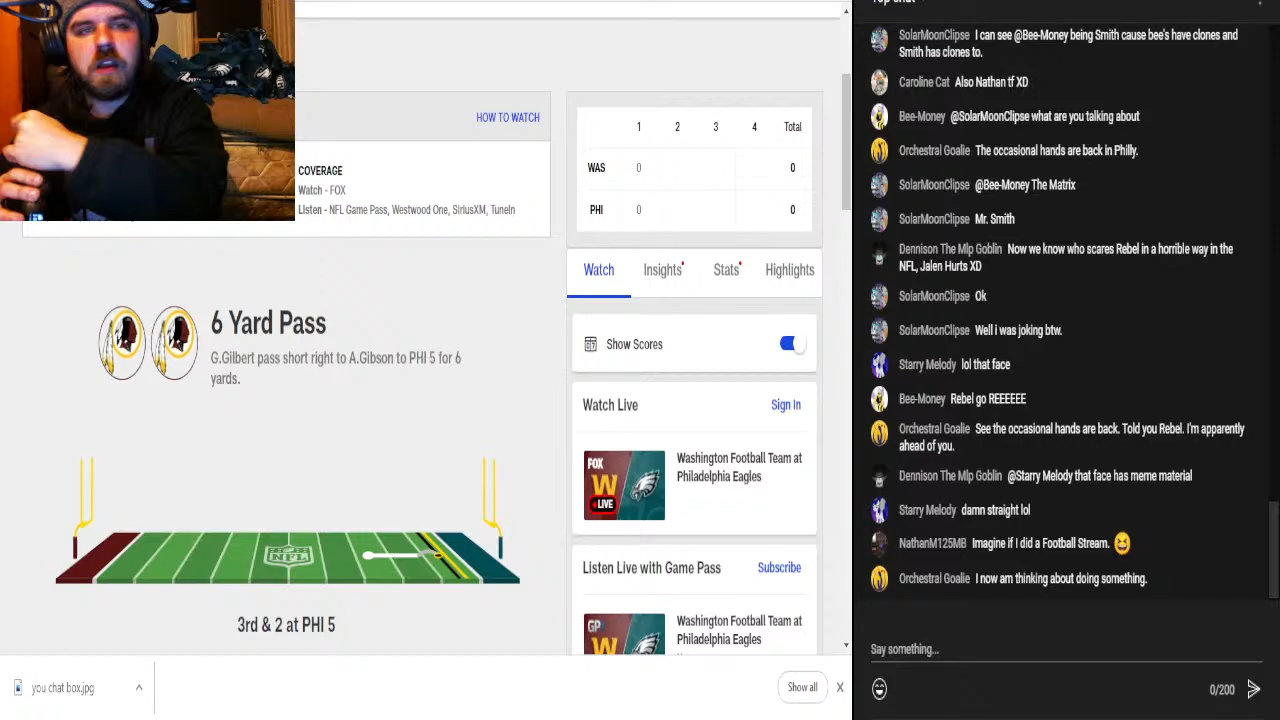 HOW TO WATCH
COVERAGE
Watch - FOX
Listen - NFL Game Pass, Westwood One, SiriusXM, TuneIn
6 Yard Pass
G.Gilbert pass short right to A.Gibson to PHI 5 for 6
yards.
NFL
3rd & 2 at PHI 5
1 2 3 4 Total
WAS 0 0
PHI 0 0
Watch Insights Stats Highlights
Show Scores
Watch Live Sign In
FOX
W
LIVE
Washington Football Team at
Philadelphia Eagles
Listen Live with Game Pass Subscribe
GP
W
Washington Football Team at
Philadelphia Eagles
you chat box.jpg
Show all X
SolarMoonClipse I can see @Bee-Money being Smith cause bee's have clones and
Smith has clones to.
Caroline Cat Also Nathan tf XD
Bee-Money @SolarMoonClipse what are you talking about
Orchestral Goalie The occasional hands are back in Philly.
SolarMoonClipse @Bee-Money The Matrix
SolarMoonClipse Mr. Smith
Dennison The Mlp Goblin Now we know who scares Rebel in a horrible way in the
NFL, Jalen Hurts XD
SolarMoonClipse Ok
SolarMoonClipse Well i was joking btw.
Starry Melody lol that face
Bee-Money Rebel go REEEEEE
Orchestral Goalie See the occasional hands are back. Told you Rebel. I'm apparently
ahead of you.
Dennison The Mlp Goblin @Starry Melody that face has meme material
Starry Melody damn straight lol
NathanM125MB Imagine if I did a Football Stream. 😆
Orchestral Goalie I now am thinking about doing something.
Say something...
0/200